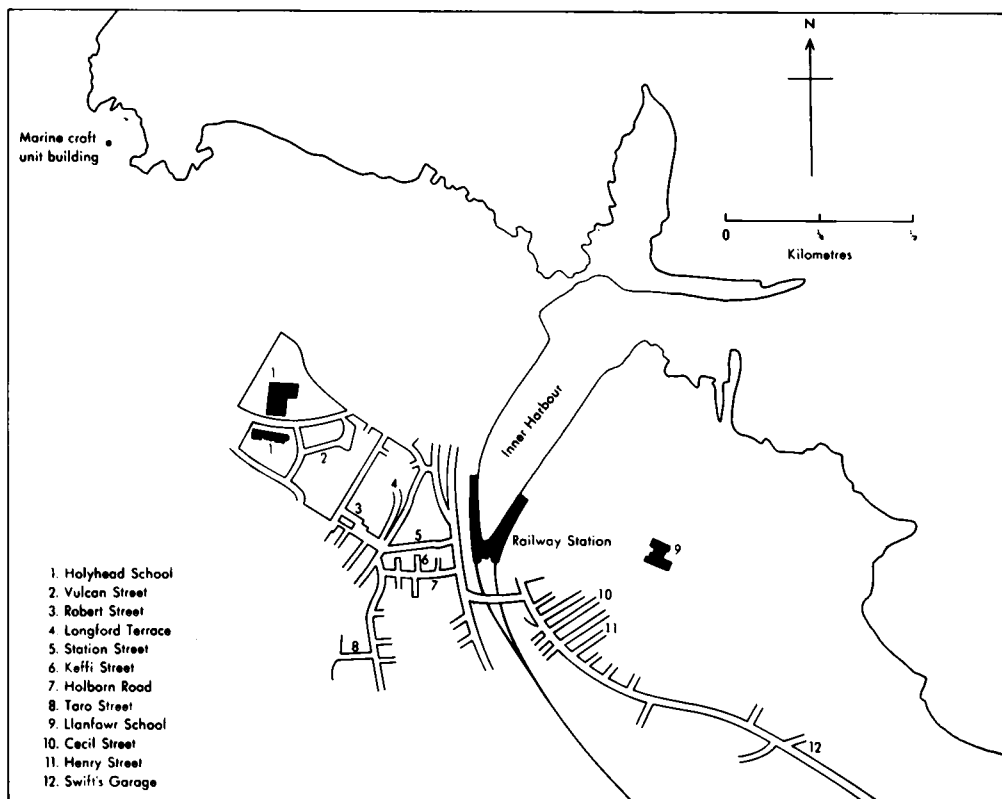 N
Marine craft
unit building
0
Kilometres
1
1
2
3
4
Inner Harbour
5
Railway Station
6
7
8
9
10
11
12
1. Holyhead School
2. Vulcan Street
3. Robert Street
4. Longford Terrace
5. Station Street
6. Keffi Street
7. Holborn Road
8. Taro Street
9. Llanfawr School
10. Cecil Street
11. Henry Street
12. Swift's Garage